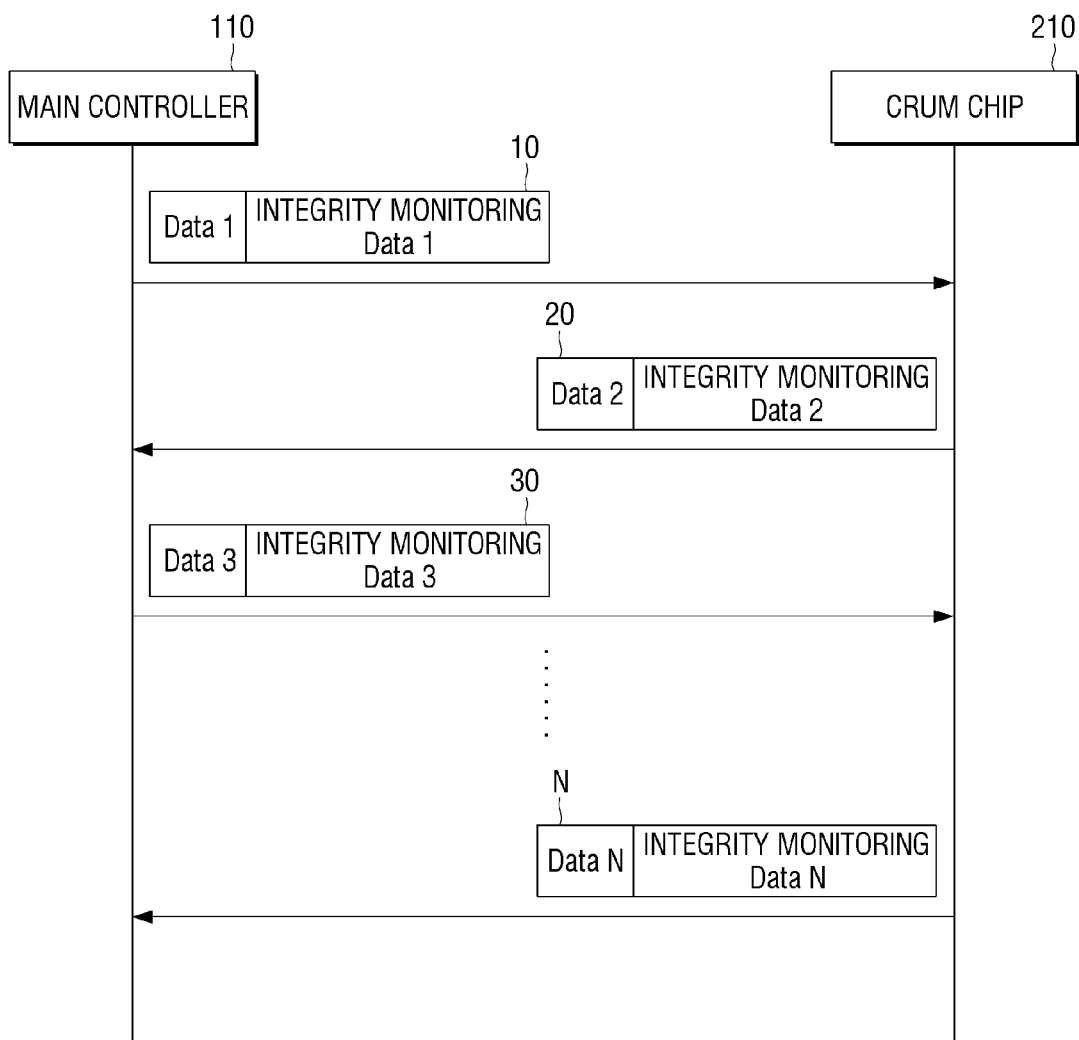 110
210
MAIN CONTROLLER
CRUM CHIP
10
Data 1
INTEGRITY MONITORING
Data 1
20
Data 2
INTEGRITY MONITORING
Data 2
30
Data 3
INTEGRITY MONITORING
Data 3
N
Data N
INTEGRITY MONITORING
Data N